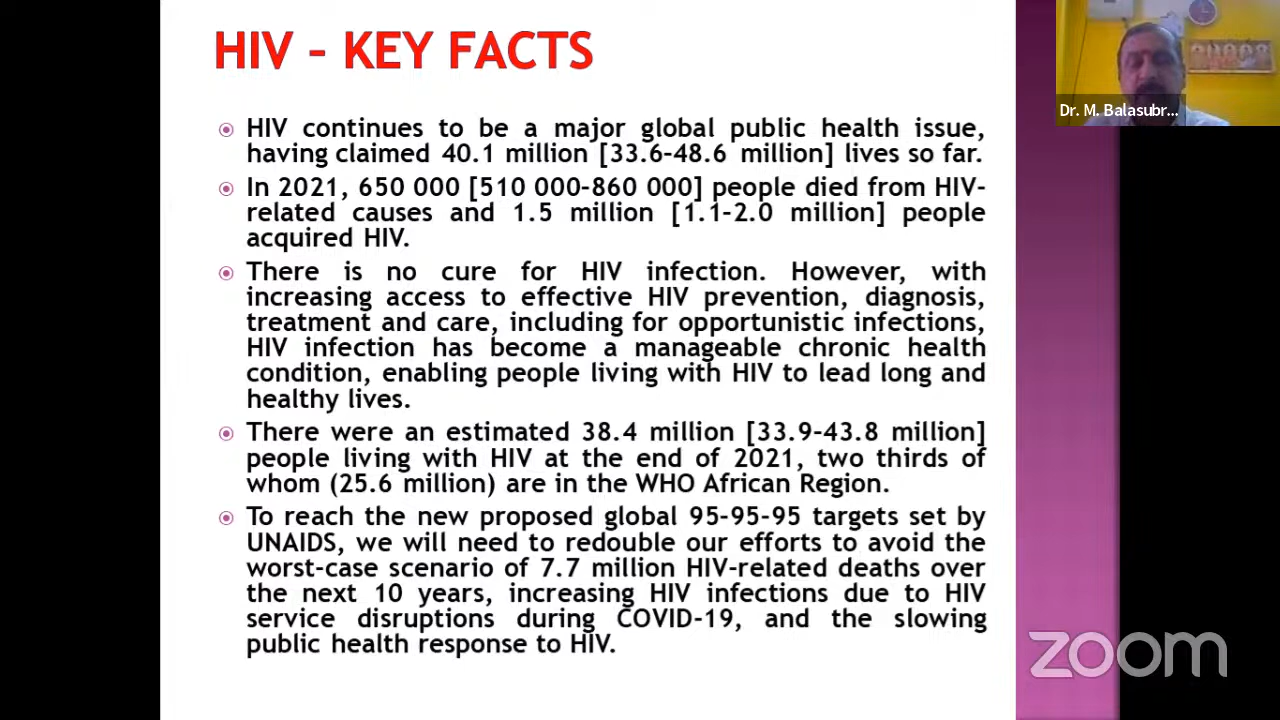 HIV – KEY FACTS
HIV continues to be a major global public health issue,
having claimed 40.1 million [33.6–48.6 million] lives so far.
In 2021, 650 000 [510 000–860 000] people died from HIV-
related causes and 1.5 million [1.1–2.0 million] people
acquired HIV.
There is no cure for HIV infection. However, with
increasing access to effective HIV prevention, diagnosis,
treatment and care, including for opportunistic infections,
HIV infection has become a manageable chronic health
condition, enabling people living with HIV to lead long and
healthy lives.
There were an estimated 38.4 million [33.9–43.8 million]
people living with HIV at the end of 2021, two thirds of
whom (25.6 million) are in the WHO African Region.
To reach the new proposed global 95–95–95 targets set by
UNAIDS, we will need to redouble our efforts to avoid the
worst-case scenario of 7.7 million HIV-related deaths over
the next 10 years, increasing HIV infections due to HIV
service disruptions during COVID-19, and the slowing
public health response to HIV.
Dr. M. Balasubr...
zoom